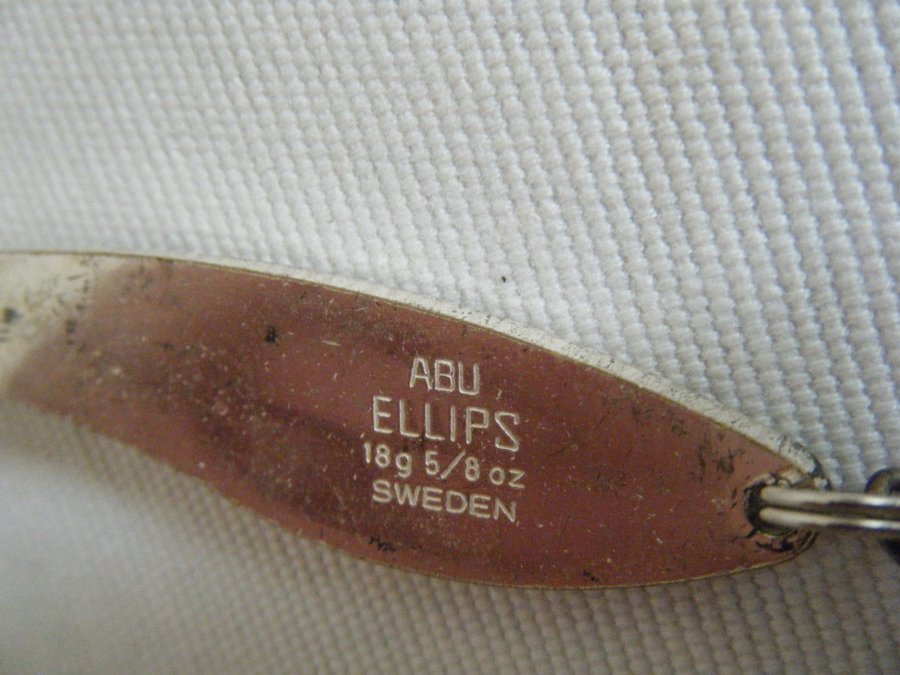 ABU
ELLIPS
18g 5/8 oz
SWEDEN